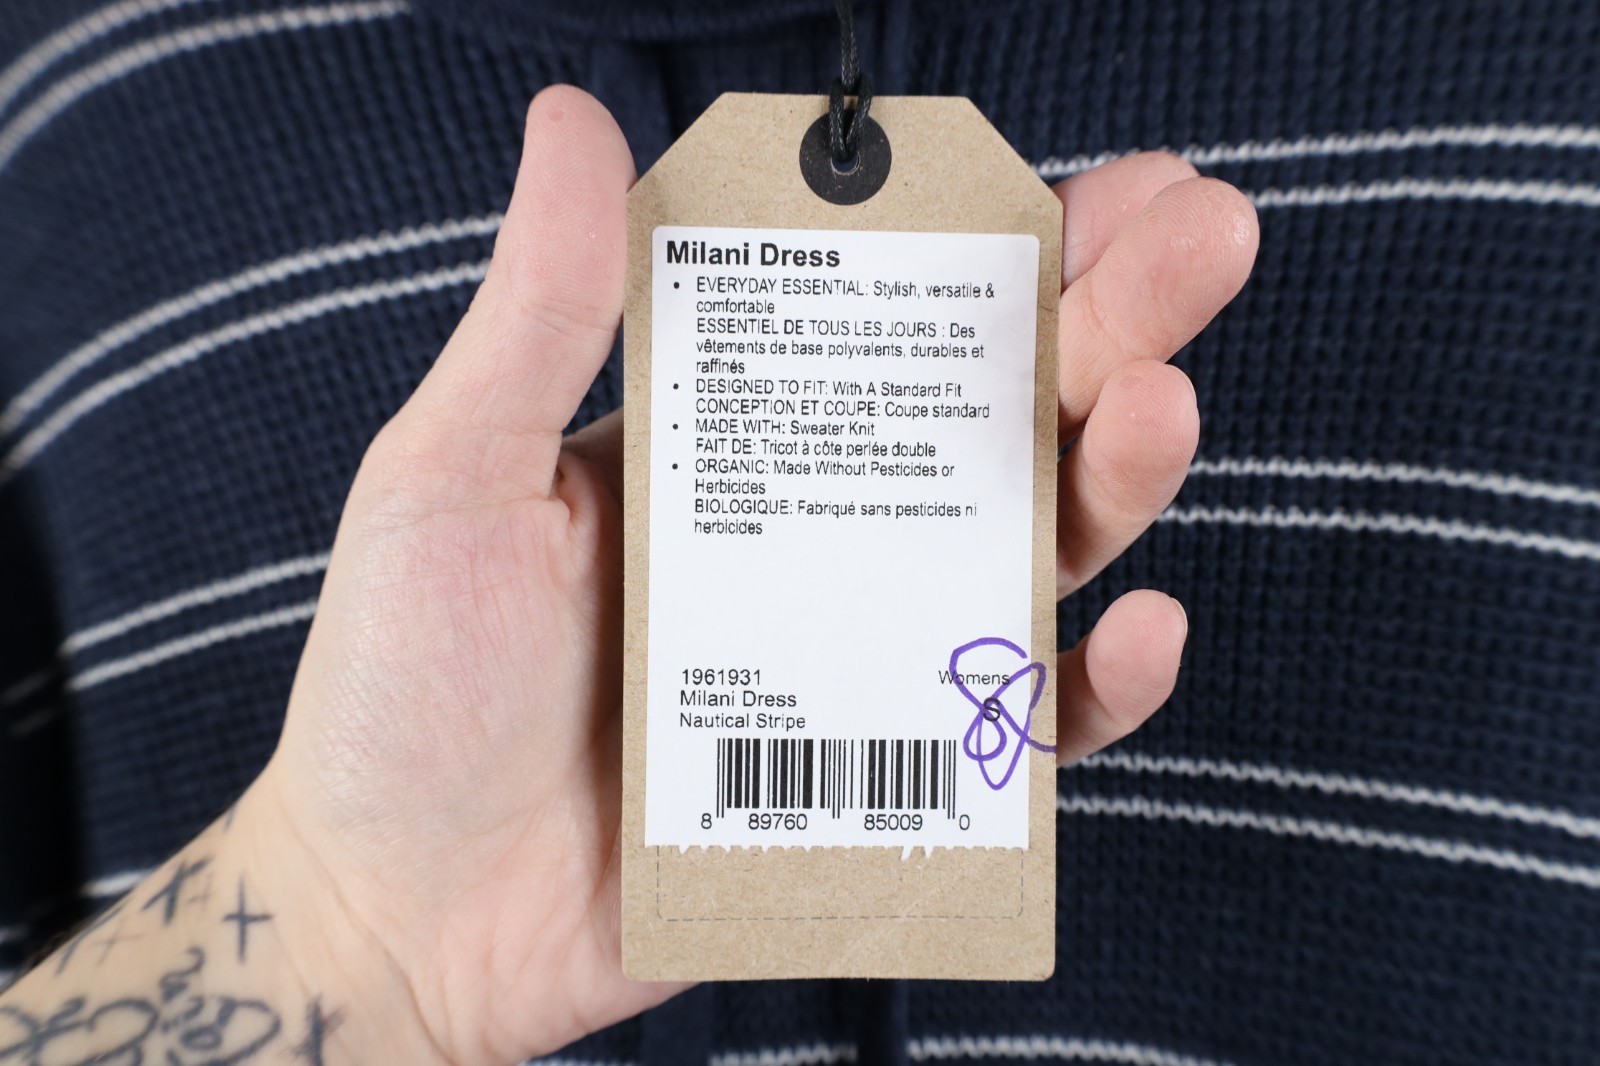 Milani Dress
• EVERYDAY ESSENTIAL: Stylish, versatile &
comfortable
ESSENTIEL DE TOUS LES JOURS : Des
vêtements de base polyvalents, durables et
raffinés
• DESIGNED TO FIT: With A Standard Fit
CONCEPTION ET COUPE: Coupe standard
• MADE WITH: Sweater Knit
FAIT DE: Tricot à côte perlée double
• ORGANIC: Made Without Pesticides or
Herbicides
BIOLOGIQUE: Fabriqué sans pesticides ni
herbicides
1961931
Womens
Milani Dress
S
Nautical Stripe
8 89760 85009 0